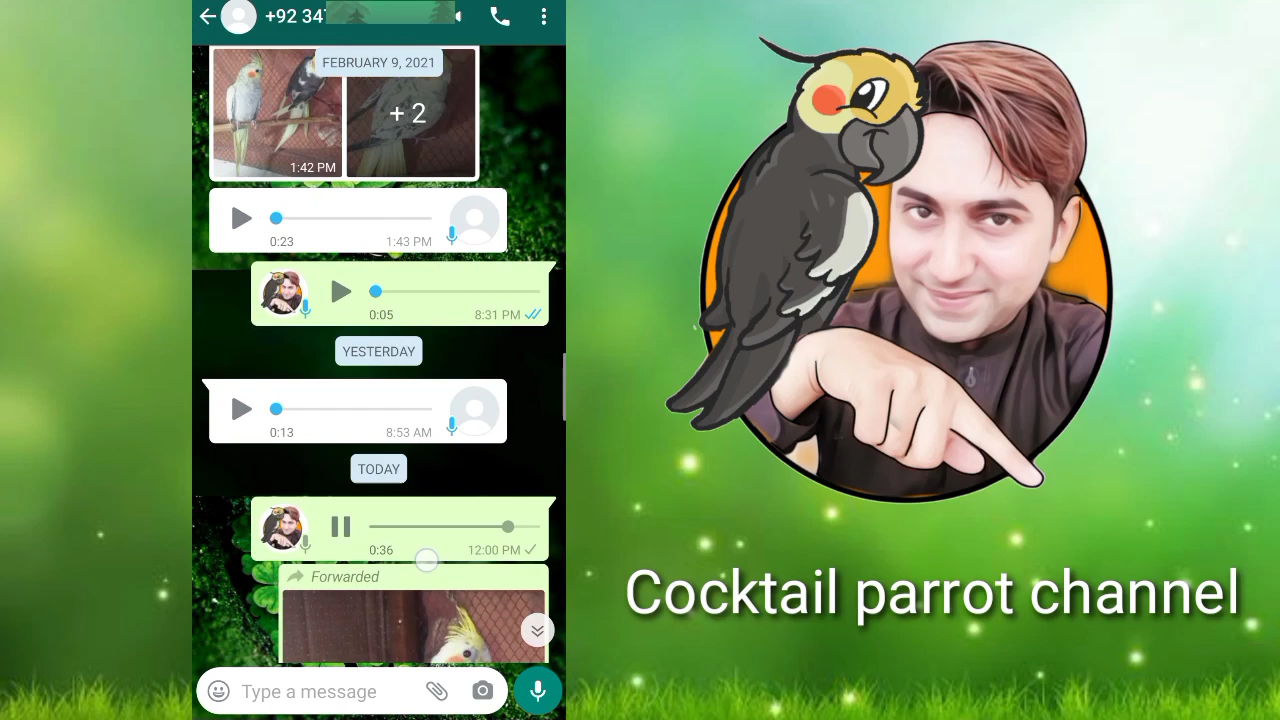 +92 347
FEBRUARY 9, 2021
+ 2
1:42 PM
0:23
1:43 PM
0:05
8:31 PM
YESTERDAY
0:13
8:53 AM
TODAY
0:36
12:00 PM
Forwarded
Type a message
Cocktail parrot channel